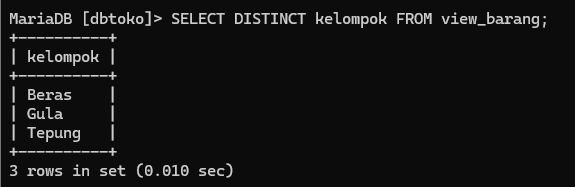 MariaDB [dbtoko]> SELECT DISTINCT kelompok FROM view_barang;
+----------+
| kelompok |
+----------+
| Beras    |
| Gula     |
| Tepung   |
+----------+
3 rows in set (0.010 sec)